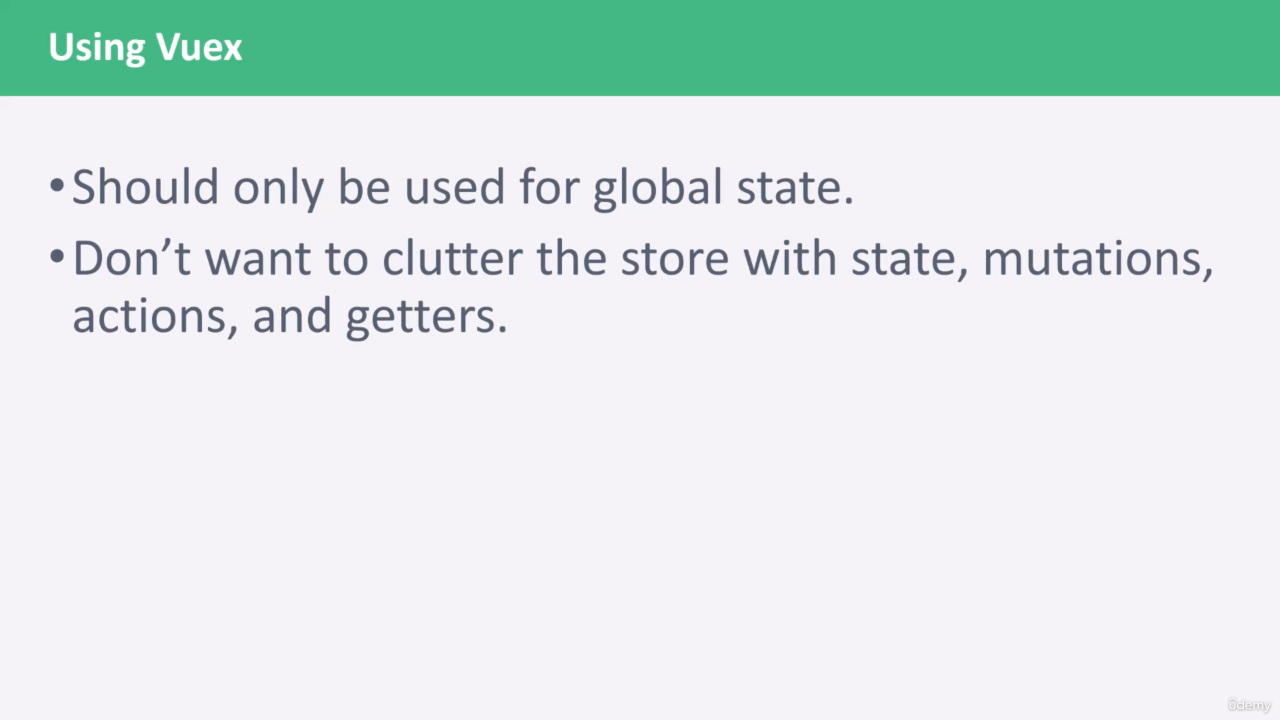 Using Vuex
•Should only be used for global state.
•Don’t want to clutter the store with state, mutations,
actions, and getters.
ûdemy